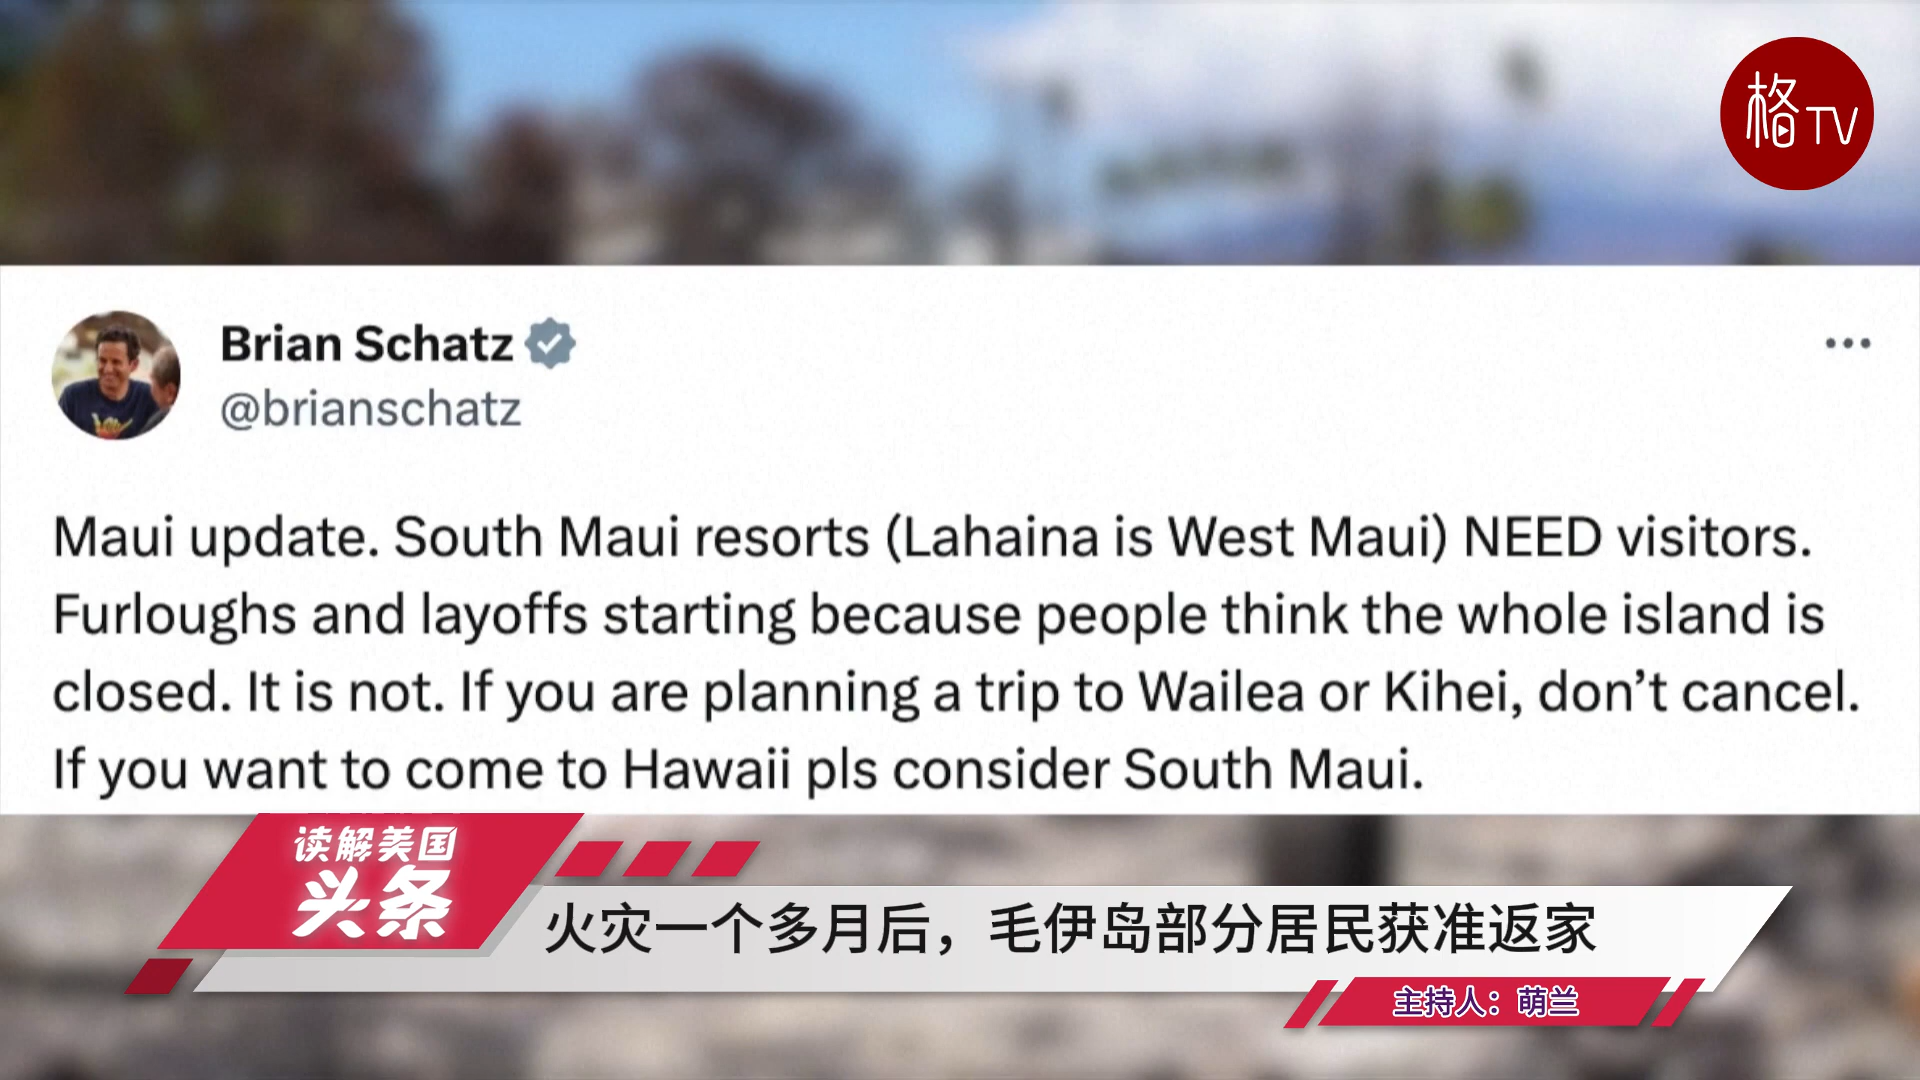 格TV
Brian Schatz
@brianschatz
Maui update. South Maui resorts (Lahaina is West Maui) NEED visitors.
Furloughs and layoffs starting because people think the whole island is
closed. It is not. If you are planning a trip to Wailea or Kihei, don’t cancel.
If you want to come to Hawaii pls consider South Maui.
读解美国
头条
火灾一个多月后，毛伊岛部分居民获准返家
主持人：萌兰